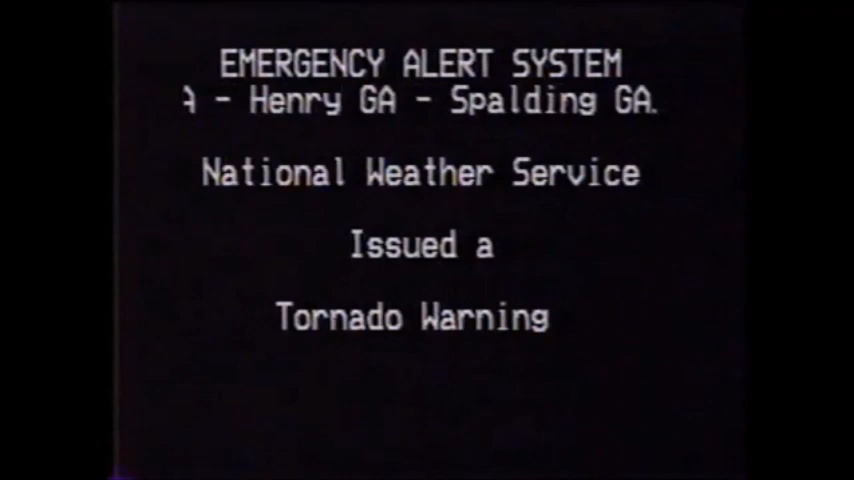 EMERGENCY ALERT SYSTEM
A - Henry GA - Spalding GA.
National Weather Service
Issued a
Tornado Warning